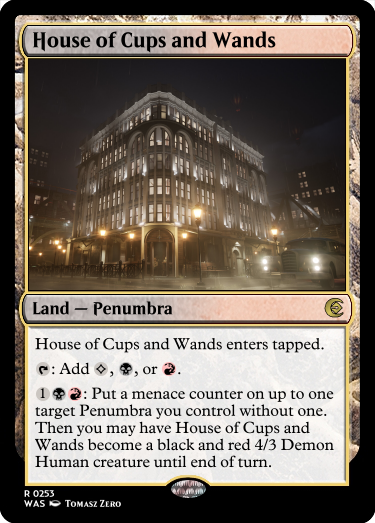 House of Cups and Wands
Land — Penumbra
House of Cups and Wands enters tapped.
: Add , , or .
1 : Put a menace counter on up to one
target Penumbra you control without one.
Then you may have House of Cups and
Wands become a black and red 4/3 Demon
Human creature until end of turn.
R 0253
WAS Tomasz Zero